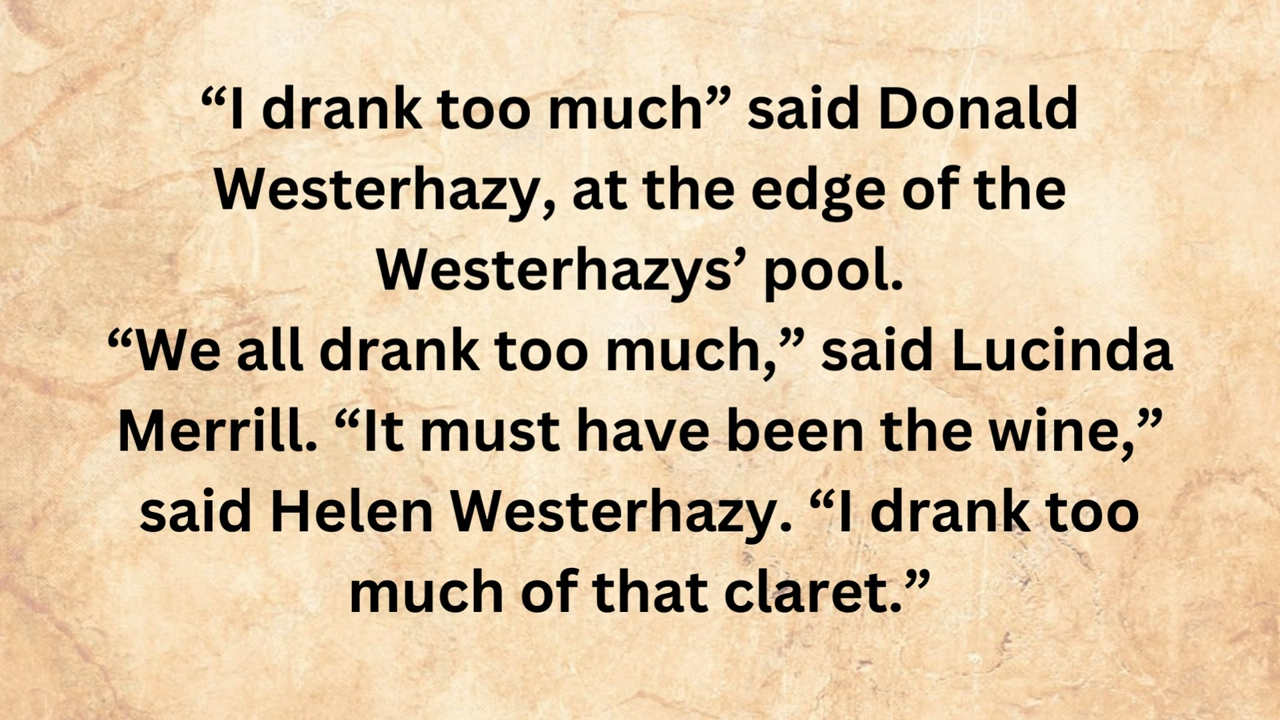 “I drank too much” said Donald
Westerhazy, at the edge of the
Westerhazys’ pool.
“We all drank too much,” said Lucinda
Merrill. “It must have been the wine,”
said Helen Westerhazy. “I drank too
much of that claret.”